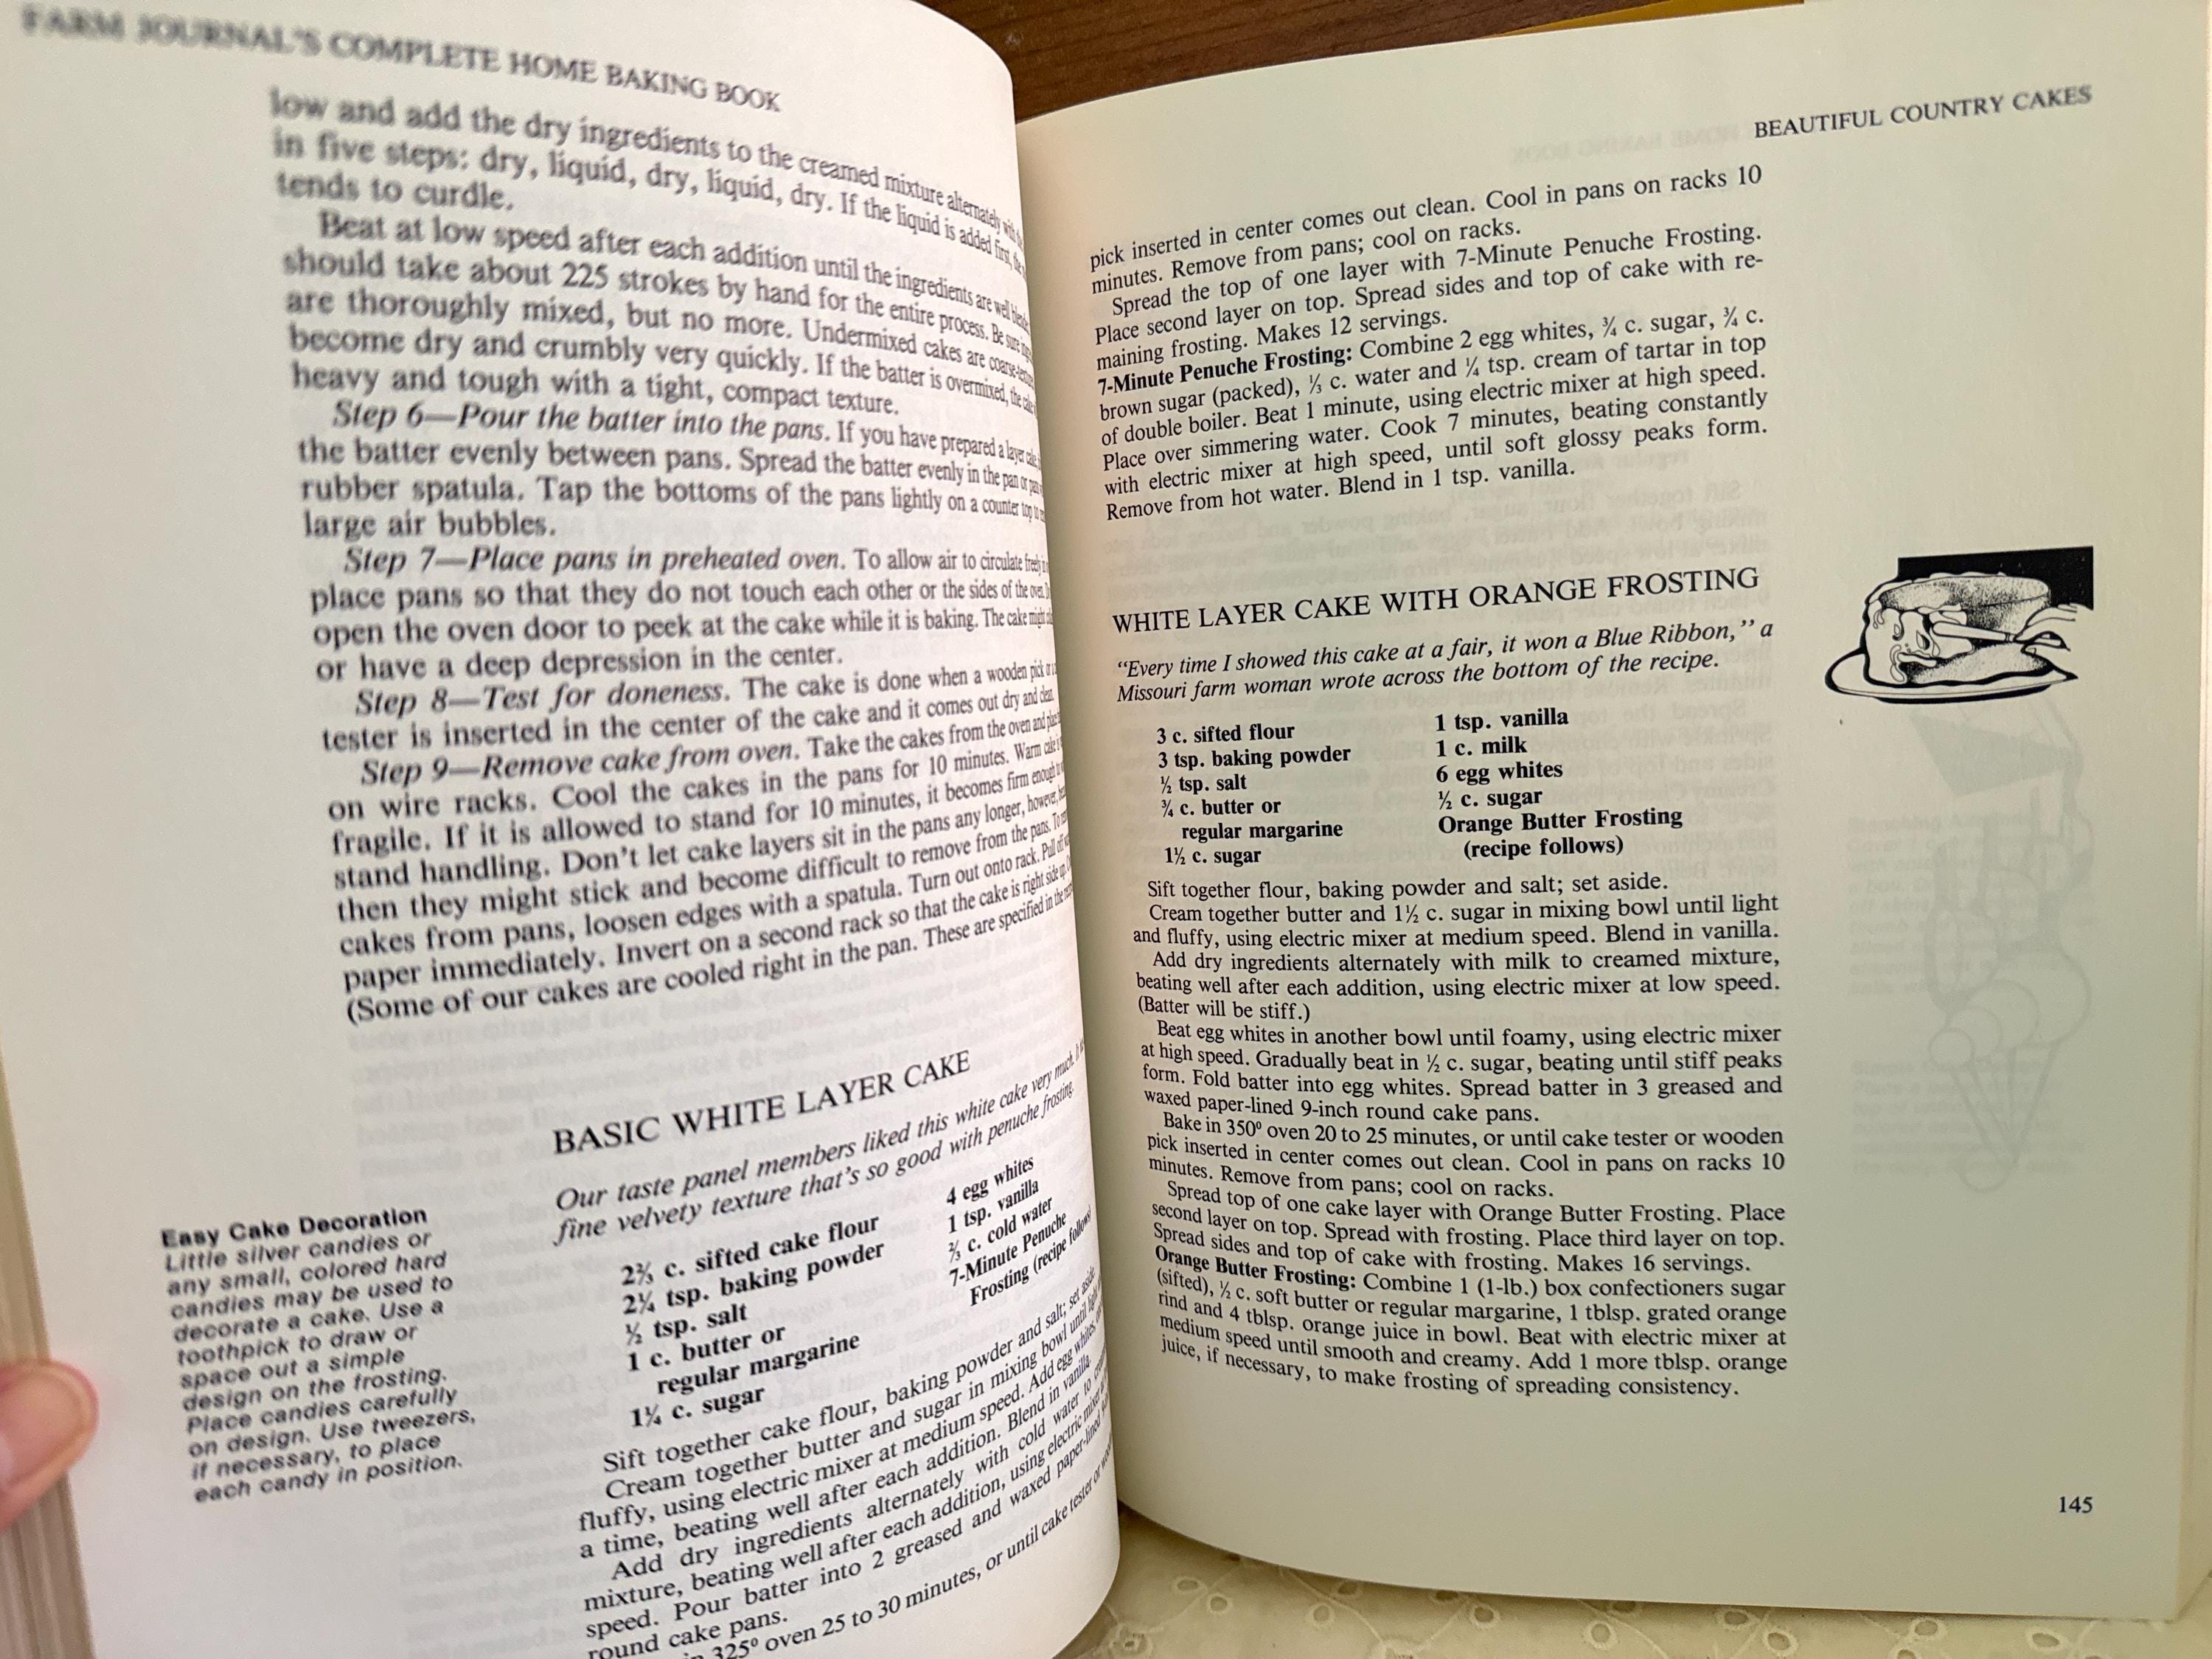 FARM JOURNAL'S COMPLETE HOME BAKING BOOK
low and add the dry ingredients to the creamed mixture alternately with
in five steps: dry, liquid, dry, liquid, dry. If the liquid is added first, the
tends to curdle.
Beat at low speed after each addition until the ingredients are well
should take about 225 strokes by hand for the entire process. Be sure
are thoroughly mixed, but no more. Undermixed cakes are
become dry and crumbly very quickly. If the batter is overmixed, the
heavy and tough with a tight, compact texture.
Step 6—Pour the batter into the pans. If you have prepared a layer
the batter evenly between pans. Spread the batter evenly in the pan or
rubber spatula. Tap the bottoms of the pans lightly on a counter top
large air bubbles.
Step 7—Place pans in preheated oven. To allow air to circulate freely
place pans so that they do not touch each other or the sides of the oven.
open the oven door to peek at the cake while it is baking. The cake might
or have a deep depression in the center.
Step 8—Test for doneness. The cake is done when a wooden pick
tester is inserted in the center of the cake and it comes out dry and
Step 9—Remove cake from oven. Take the cakes from the oven and
on wire racks. Cool the cakes in the pans for 10 minutes. Warm
fragile. If it is allowed to stand for 10 minutes, it becomes firm enough
stand handling. Don't let cake layers sit in the pans any longer, however,
then they might stick and become difficult to remove from the pans. To
cakes from pans, loosen edges with a spatula. Turn out onto rack. Pull off
paper immediately. Invert on a second rack so that the cake is right side up.
(Some of our cakes are cooled right in the pan. These are specified in the
BASIC WHITE LAYER CAKE
Our taste panel members liked this white cake very much.
fine velvety texture that's so good with penuche frosting.
2⅔ c. sifted cake flour
2¼ tsp. baking powder
½ tsp. salt
1 c. butter or
regular margarine
1¼ c. sugar
4 egg whites
1 tsp. vanilla
⅔ c. cold water
7-Minute Penuche
Frosting (recipe follows)
Sift together cake flour, baking powder and salt; set aside.
Cream together butter and sugar in mixing bowl until light
fluffy, using electric mixer at medium speed. Add egg whites,
a time, beating well after each addition. Blend in vanilla.
Add dry ingredients alternately with cold water to
mixture, beating well after each addition, using electric mixer
speed. Pour batter into 2 greased and waxed paper-lined
round cake pans.
325º oven 25 to 30 minutes, or until cake tester or
Easy Cake Decoration
Little silver candies or
any small, colored hard
candies may be used to
decorate a cake. Use a
toothpick to draw or
space out a simple
design on the frosting.
Place candies carefully
on design. Use tweezers,
if necessary, to place
each candy in position.
BEAUTIFUL COUNTRY CAKES
pick inserted in center comes out clean. Cool in pans on racks 10
minutes. Remove from pans; cool on racks.
Spread the top of one layer with 7-Minute Penuche Frosting.
Place second layer on top. Spread sides and top of cake with re-
maining frosting. Makes 12 servings.
7-Minute Penuche Frosting: Combine 2 egg whites, ¾ c. sugar, ¾ c.
brown sugar (packed), ⅓ c. water and ¼ tsp. cream of tartar in top
of double boiler. Beat 1 minute, using electric mixer at high speed.
Place over simmering water. Cook 7 minutes, beating constantly
with electric mixer at high speed, until soft glossy peaks form.
Remove from hot water. Blend in 1 tsp. vanilla.
WHITE LAYER CAKE WITH ORANGE FROSTING
"Every time I showed this cake at a fair, it won a Blue Ribbon," a
Missouri farm woman wrote across the bottom of the recipe.
3 c. sifted flour
3 tsp. baking powder
½ tsp. salt
¾ c. butter or
regular margarine
1½ c. sugar
1 tsp. vanilla
1 c. milk
6 egg whites
½ c. sugar
Orange Butter Frosting
(recipe follows)
Sift together flour, baking powder and salt; set aside.
Cream together butter and 1½ c. sugar in mixing bowl until light
and fluffy, using electric mixer at medium speed. Blend in vanilla.
Add dry ingredients alternately with milk to creamed mixture,
beating well after each addition, using electric mixer at low speed.
(Batter will be stiff.)
Beat egg whites in another bowl until foamy, using electric mixer
at high speed. Gradually beat in ½ c. sugar, beating until stiff peaks
form. Fold batter into egg whites. Spread batter in 3 greased and
waxed paper-lined 9-inch round cake pans.
Bake in 350º oven 20 to 25 minutes, or until cake tester or wooden
pick inserted in center comes out clean. Cool in pans on racks 10
minutes. Remove from pans; cool on racks.
Spread top of one cake layer with Orange Butter Frosting. Place
second layer on top. Spread with frosting. Place third layer on top.
Spread sides and top of cake with frosting. Makes 16 servings.
Orange Butter Frosting: Combine 1 (1-lb.) box confectioners sugar
(sifted), ½ c. soft butter or regular margarine, 1 tblsp. grated orange
rind and 4 tblsp. orange juice in bowl. Beat with electric mixer at
medium speed until smooth and creamy. Add 1 more tblsp. orange
juice, if necessary, to make frosting of spreading consistency.
145